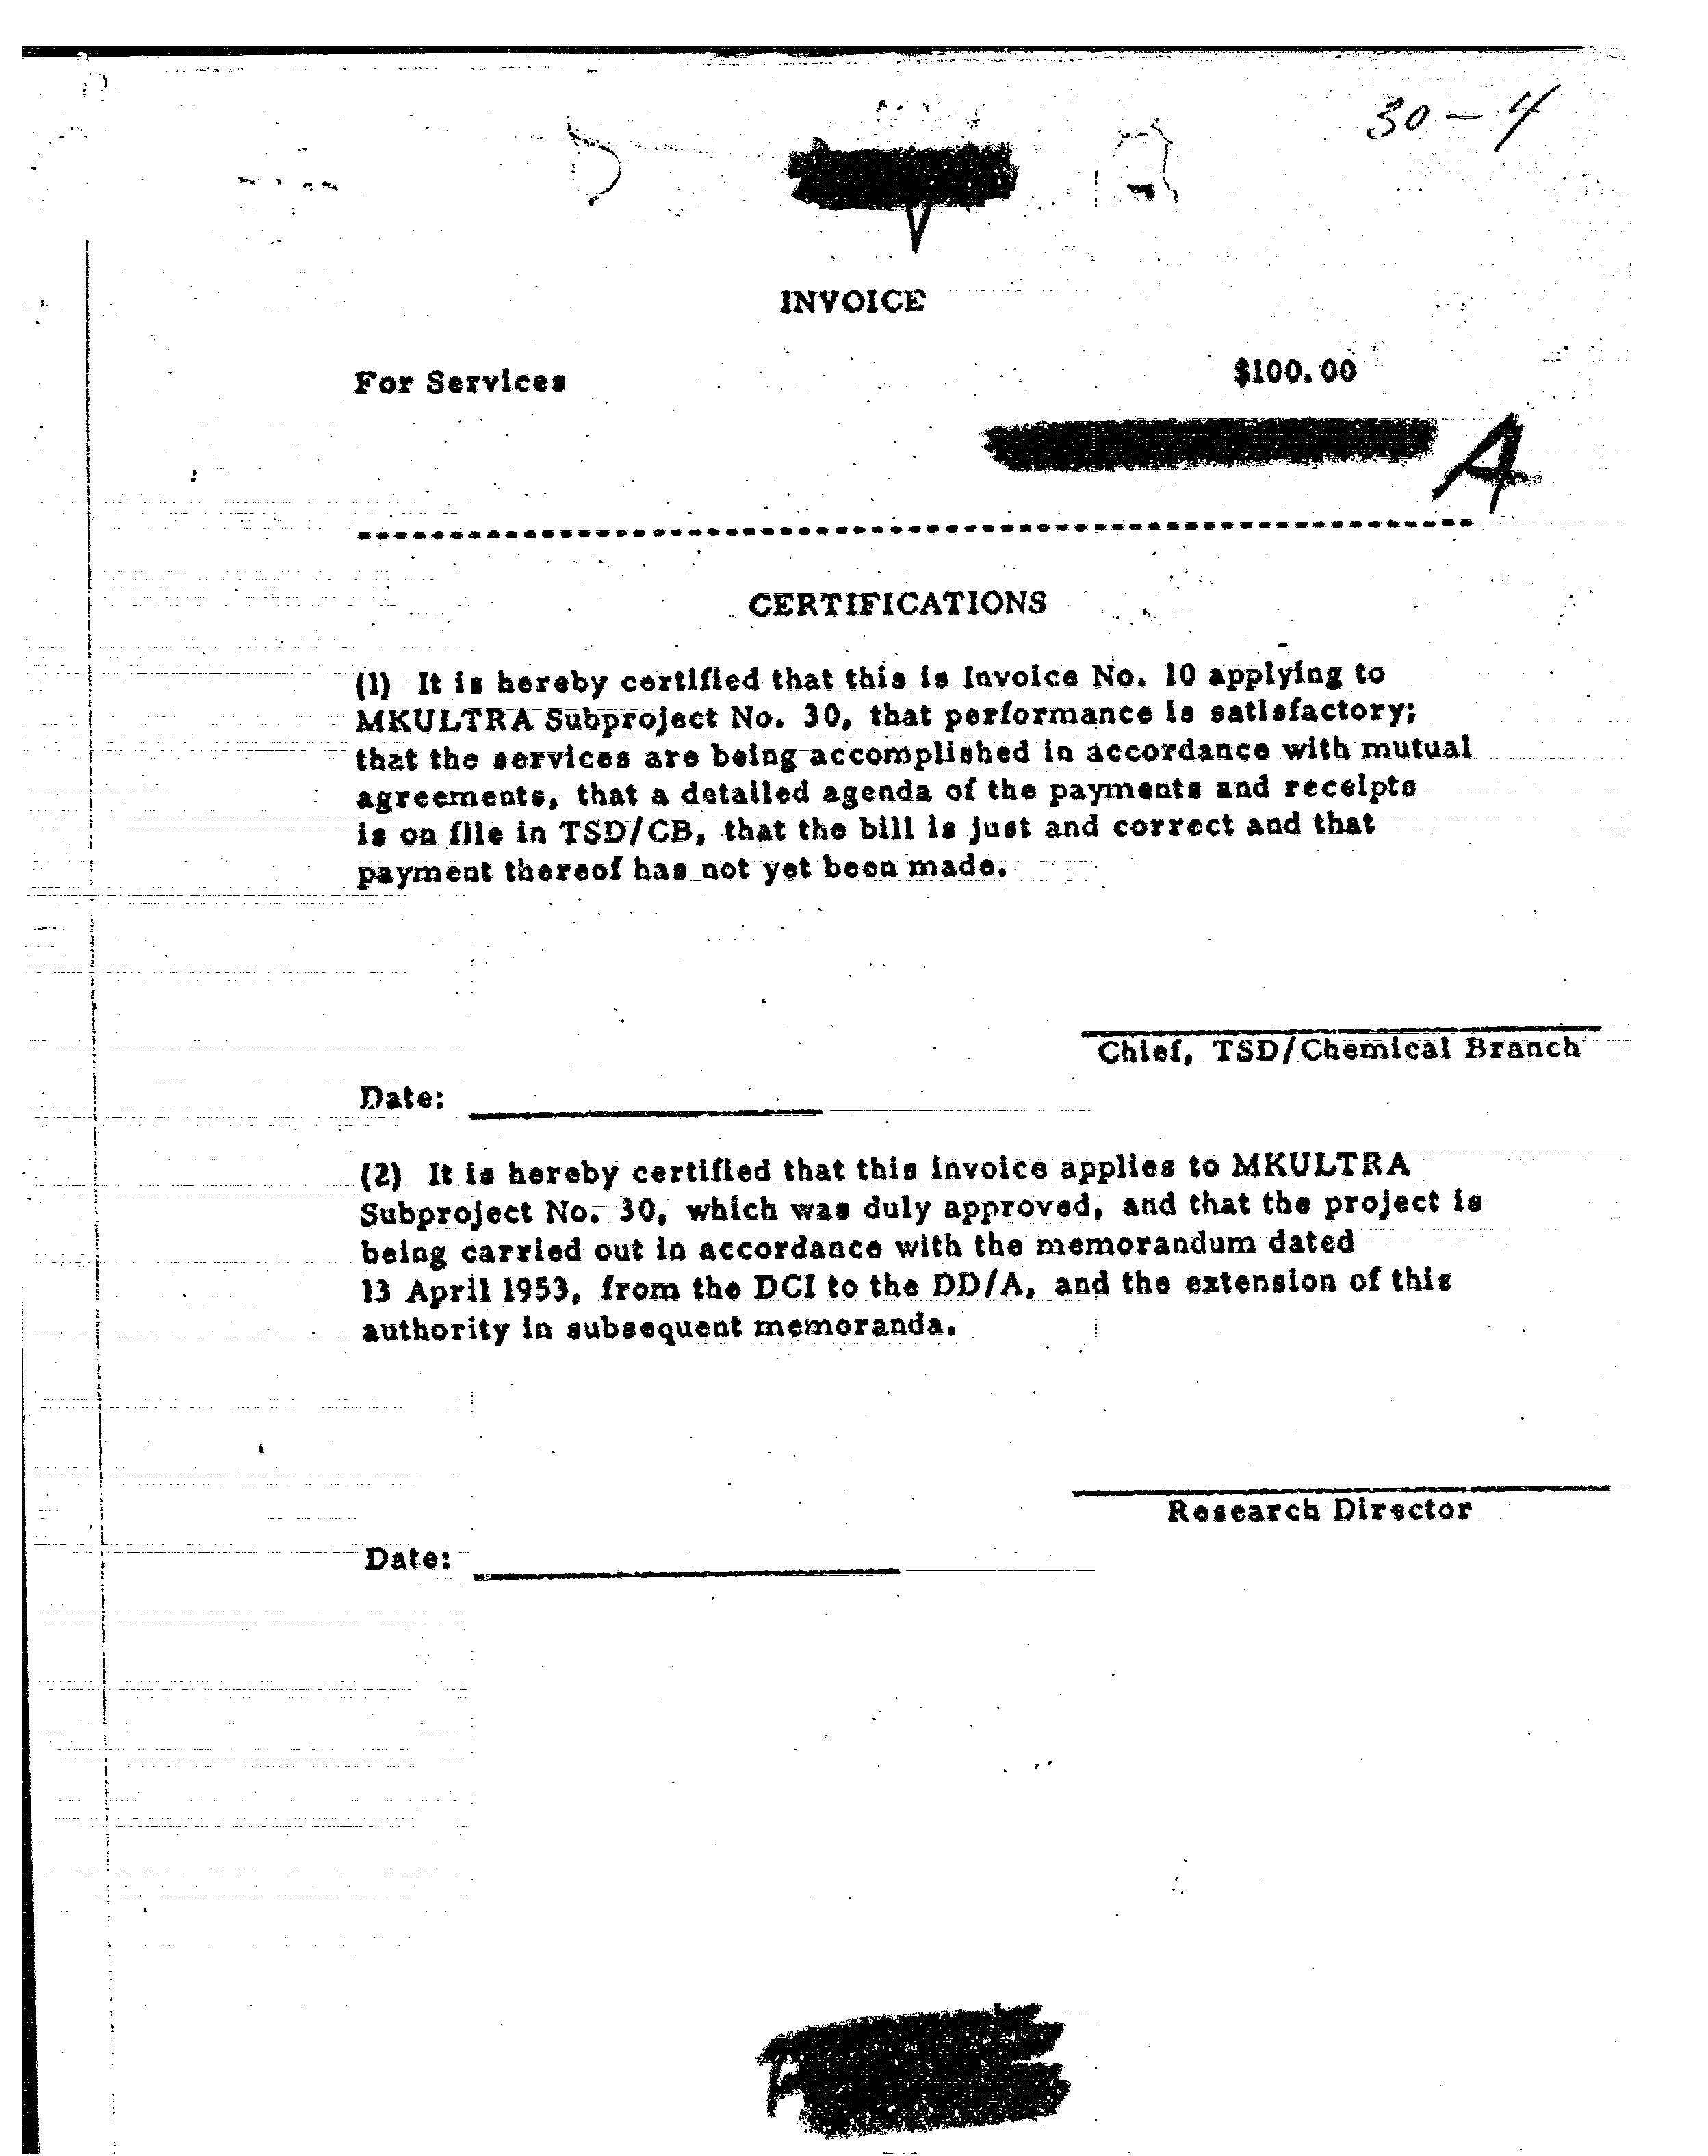 30-4
INVOICE
For Services $100.00
A
CERTIFICATIONS
(1) It is hereby certified that this is Invoice No. 10 applying to
MKULTRA Subproject No. 30, that performance is satisfactory;
that the services are being accomplished in accordance with mutual
agreements, that a detailed agenda of the payments and receipts
is on file in TSD/CB, that the bill is just and correct and that
payment thereof has not yet been made.
Chief, TSD/Chemical Branch
Date:
(2) It is hereby certified that this invoice applies to MKULTRA
Subproject No. 30, which was duly approved, and that the project is
being carried out in accordance with the memorandum dated
13 April 1953, from the DCI to the DD/A, and the extension of this
authority in subsequent memoranda.
Research Director
Date: